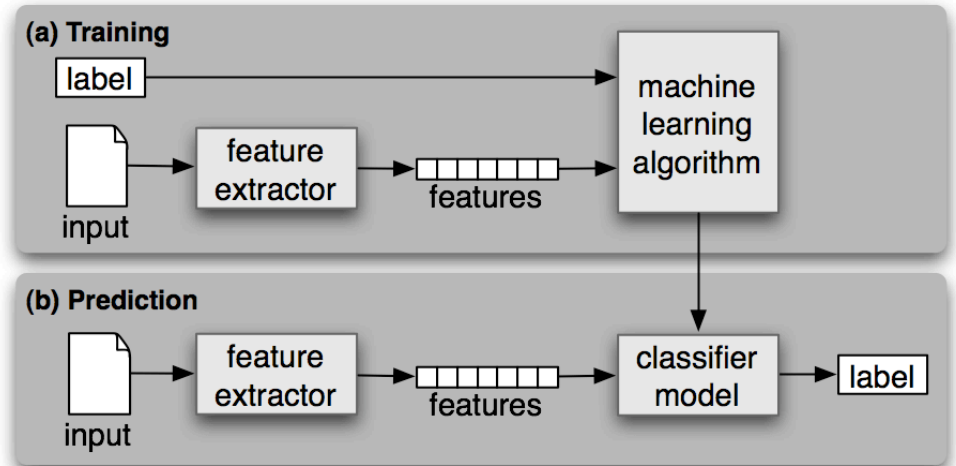 (a) Training
label
machine
learning
algorithm
feature
extractor
features
input
(b) Prediction
feature
extractor
features
input
classifier
model
label